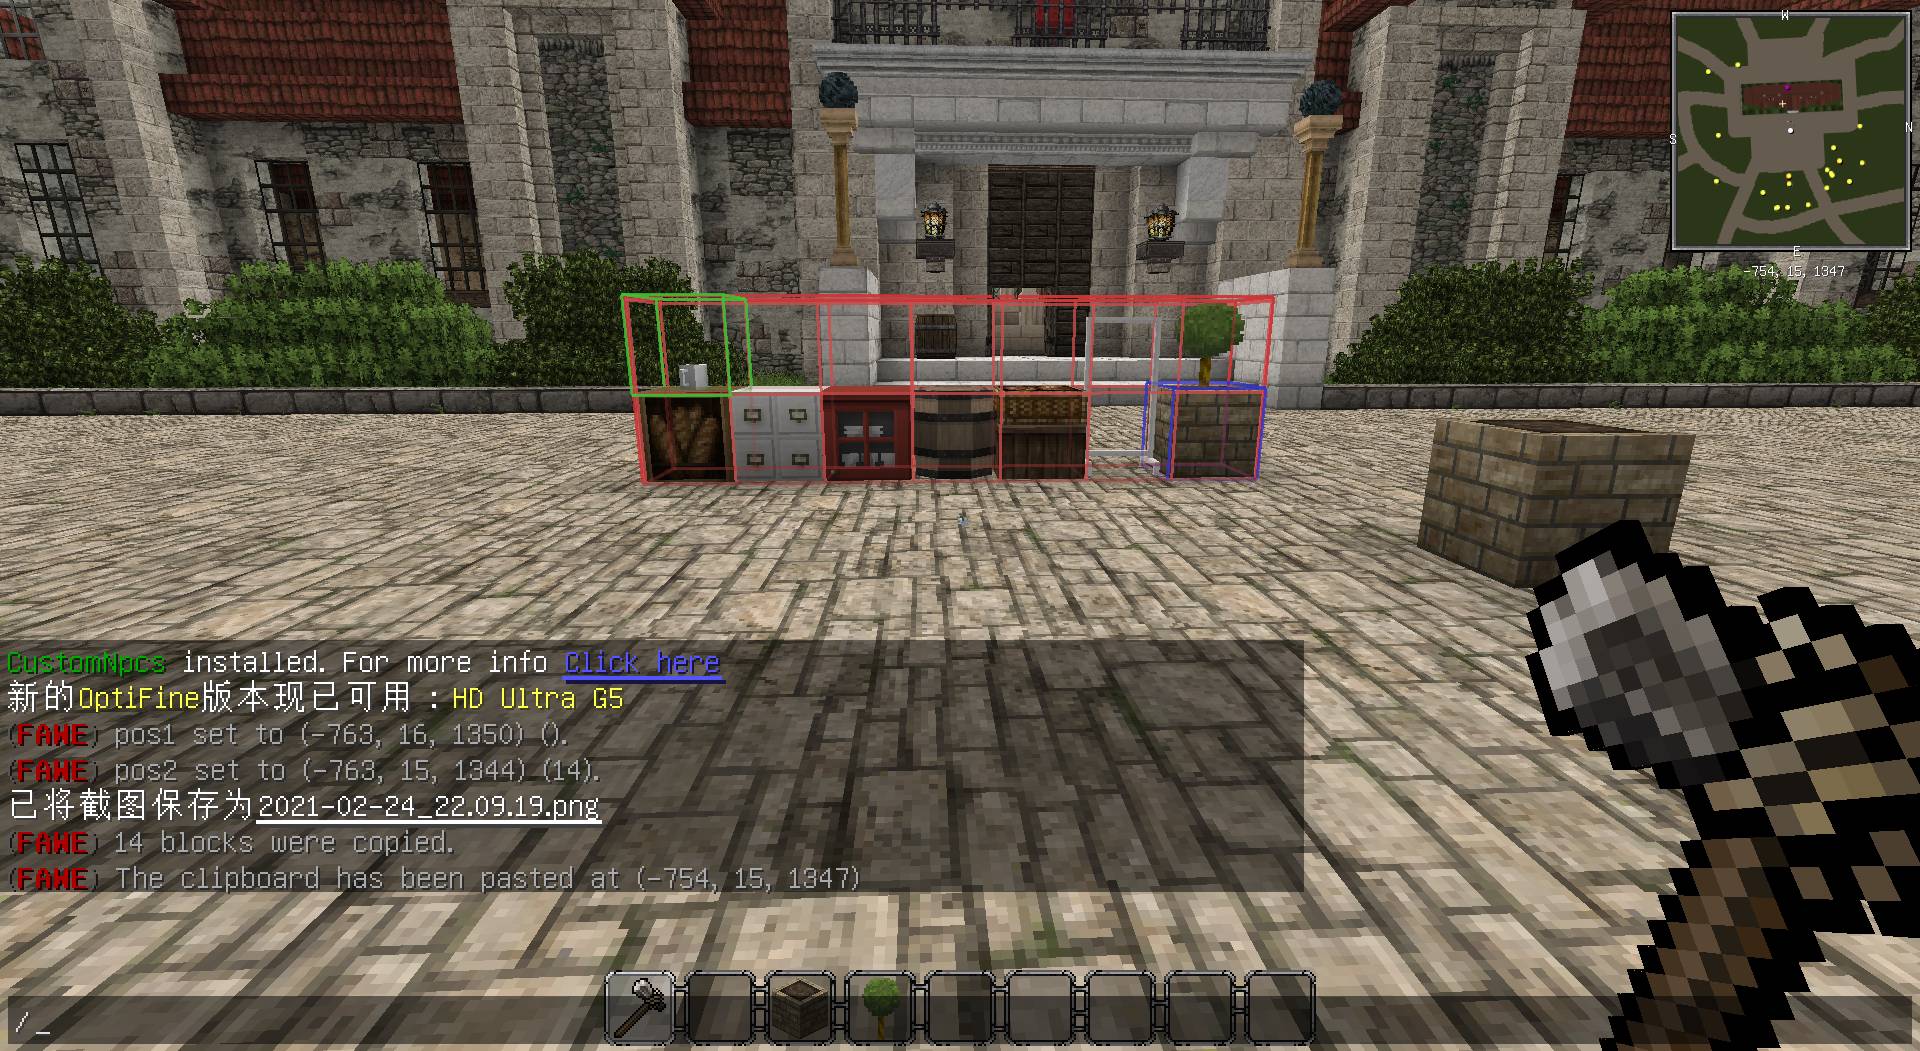 W
S
N
E
-754, 15, 1347
CustomNpcs installed. For more info Click here
新的OptiFine版本现已可用：HD Ultra G5
(FAWE) pos1 set to (-763, 16, 1350) ().
(FAWE) pos2 set to (-763, 15, 1344) (14).
已将截图保存为2021-02-24_22.09.19.png
(FAWE) 14 blocks were copied.
(FAWE) The clipboard has been pasted at (-754, 15, 1347)
/_